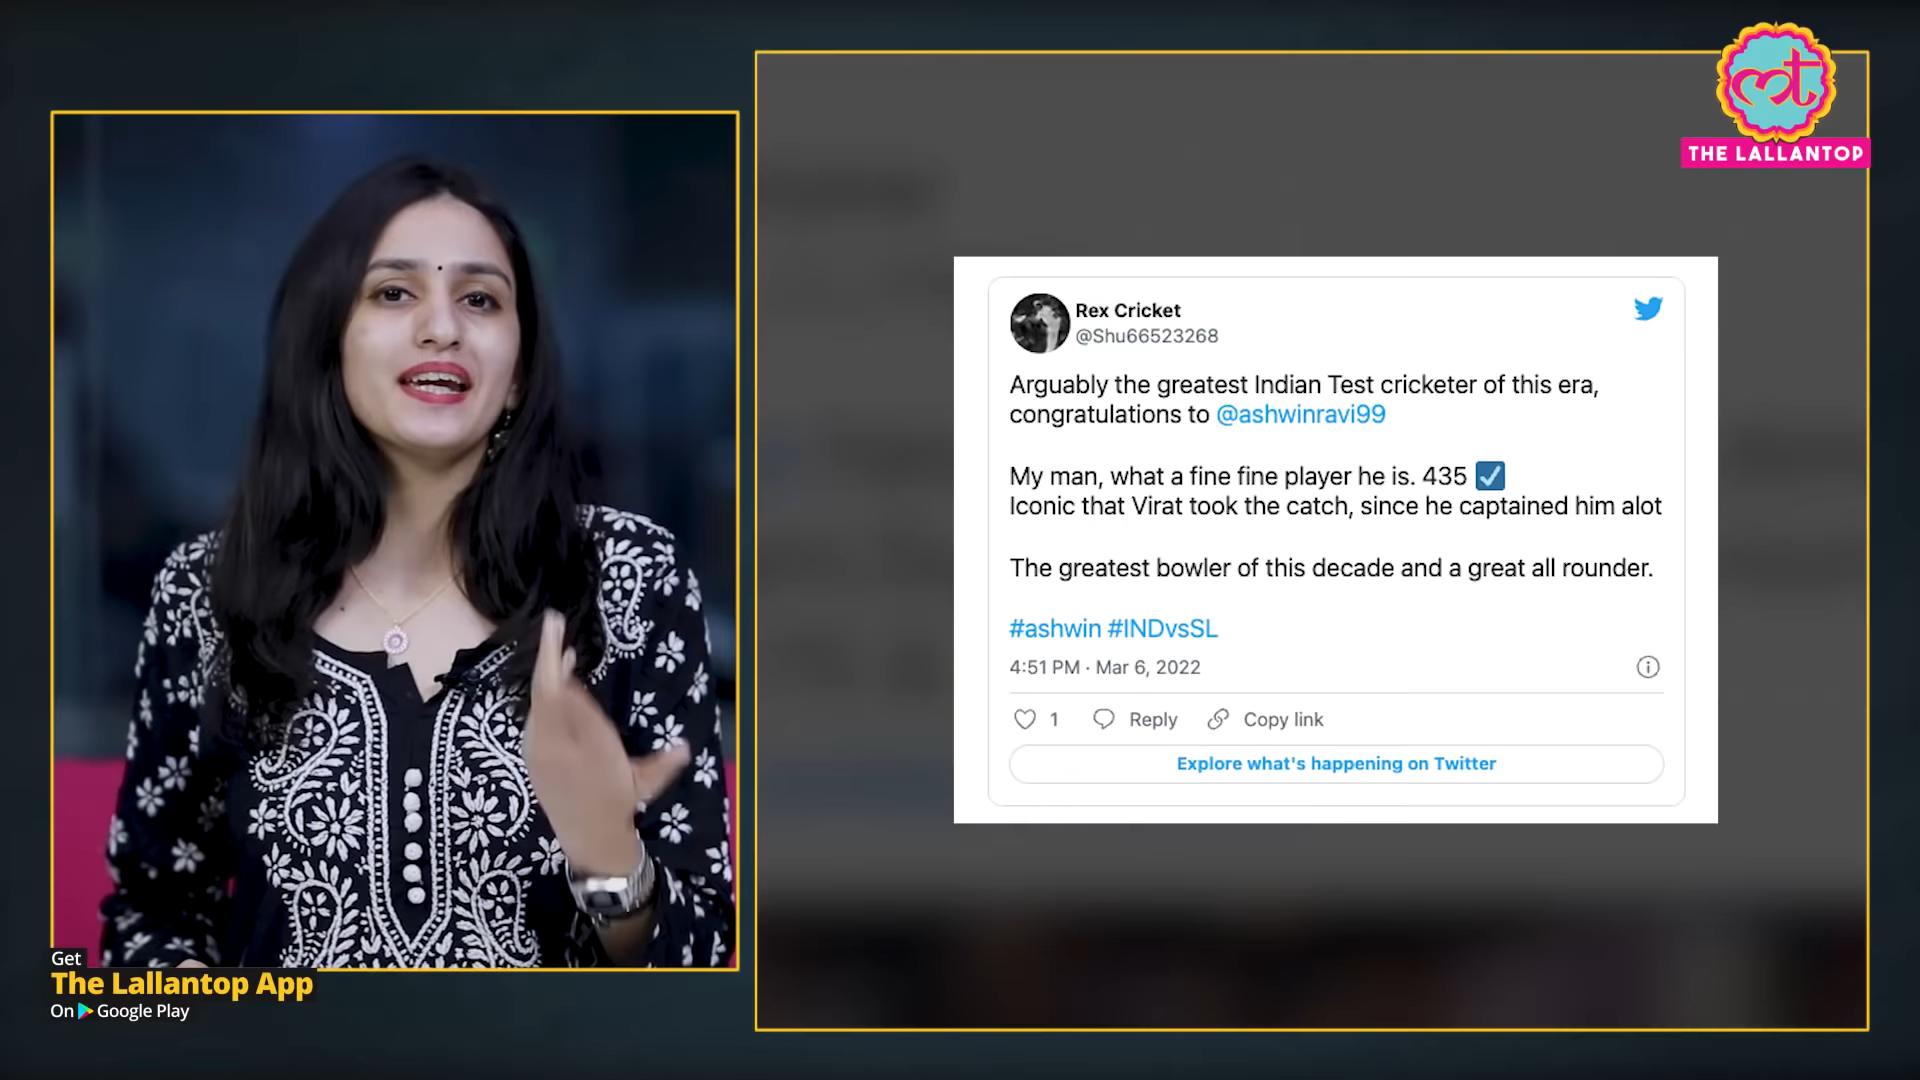 THE LALLANTOP
Rex Cricket
@Shu66523268
Arguably the greatest Indian Test cricketer of this era,
congratulations to @ashwinravi99
My man, what a fine fine player he is. 435 ☑
Iconic that Virat took the catch, since he captained him alot
The greatest bowler of this decade and a great all rounder.
#ashwin #INDvsSL
4:51 PM · Mar 6, 2022
1 Reply Copy link
Explore what's happening on Twitter
Get
The Lallantop App
On Google Play